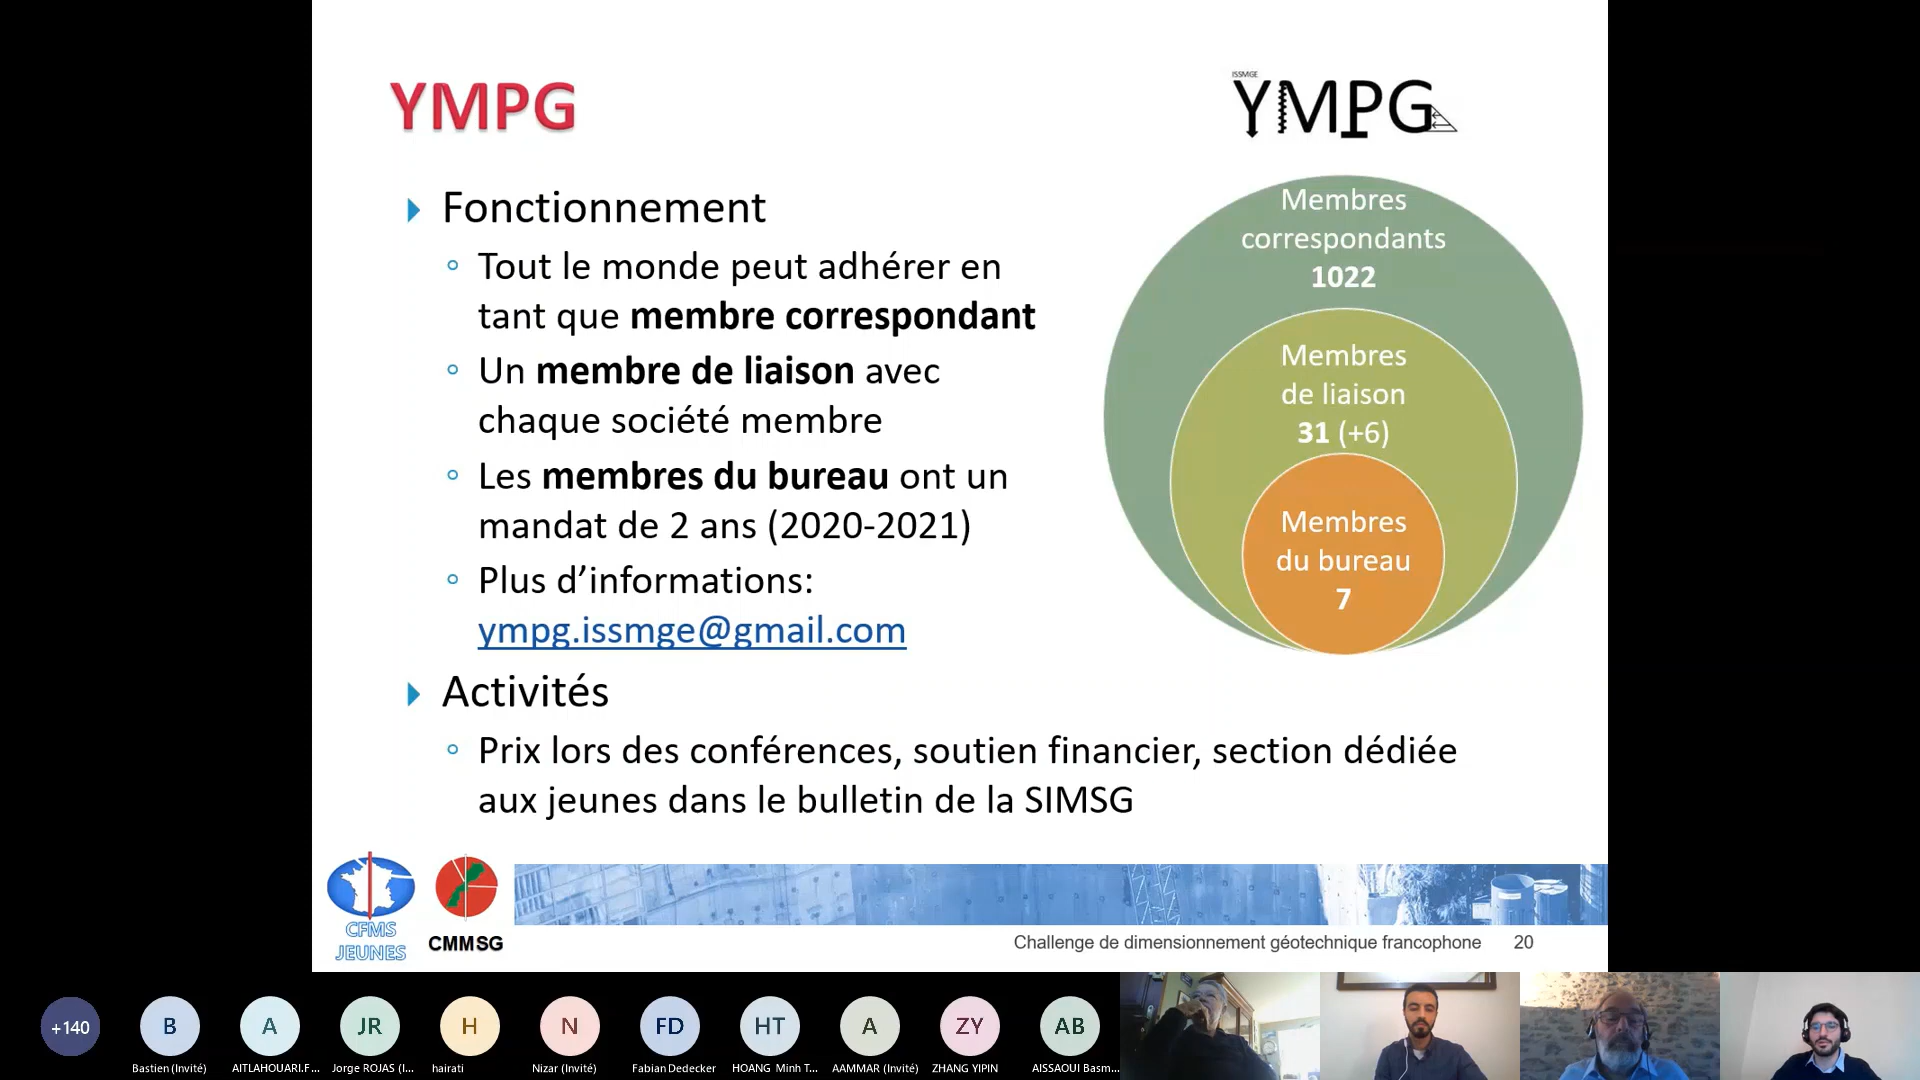 YMPG
ISSMGE
YMPG
Fonctionnement
Tout le monde peut adhérer en
tant que membre correspondant
Un membre de liaison avec
chaque société membre
Les membres du bureau ont un
mandat de 2 ans (2020-2021)
Plus d’informations:
ympg.issmge@gmail.com
Activités
Prix lors des conférences, soutien financier, section dédiée
aux jeunes dans le bulletin de la SIMSG
Membres
correspondants
1022
Membres
de liaison
31 (+6)
Membres
du bureau
7
CFMS
JEUNES
CMMSG
Challenge de dimensionnement géotechnique francophone 20
+140
B
A
JR
H
N
FD
HT
A
ZY
AB
Bastien (Invité)
AITLAHOUARI.F...
Jorge ROJAS (I...
hairati
Nizar (Invité)
Fabian Dedecker
HOANG Minh T...
AAMMAR (Invité)
ZHANG YIPIN
AISSAOUI Basm...